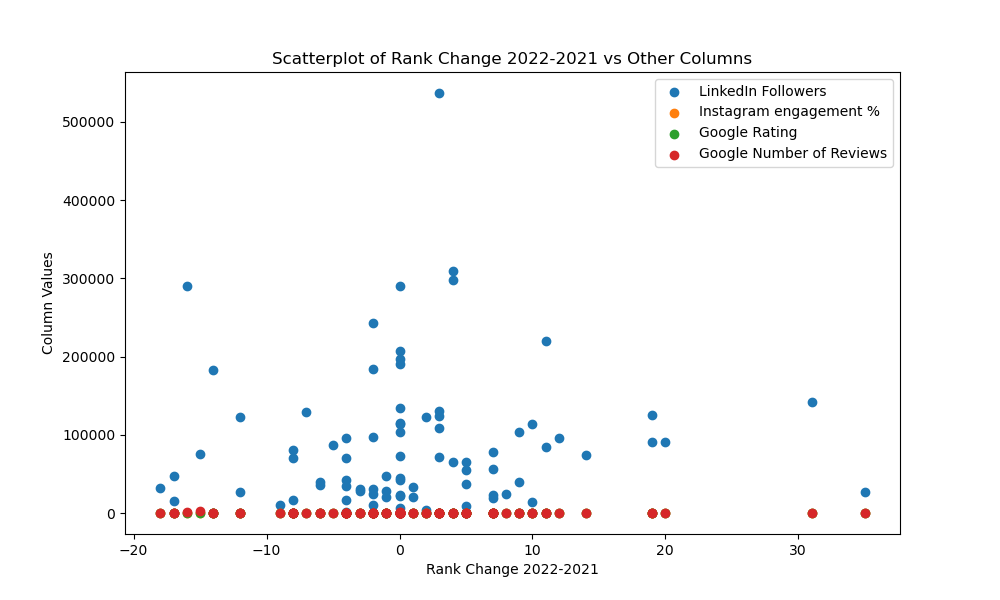 Scatterplot of Rank Change 2022-2021 vs Other Columns
LinkedIn Followers
Instagram engagement %
Google Rating
Google Number of Reviews
500000
400000
300000
200000
100000
0
Column Values
−20
−10
0
10
20
30
Rank Change 2022-2021